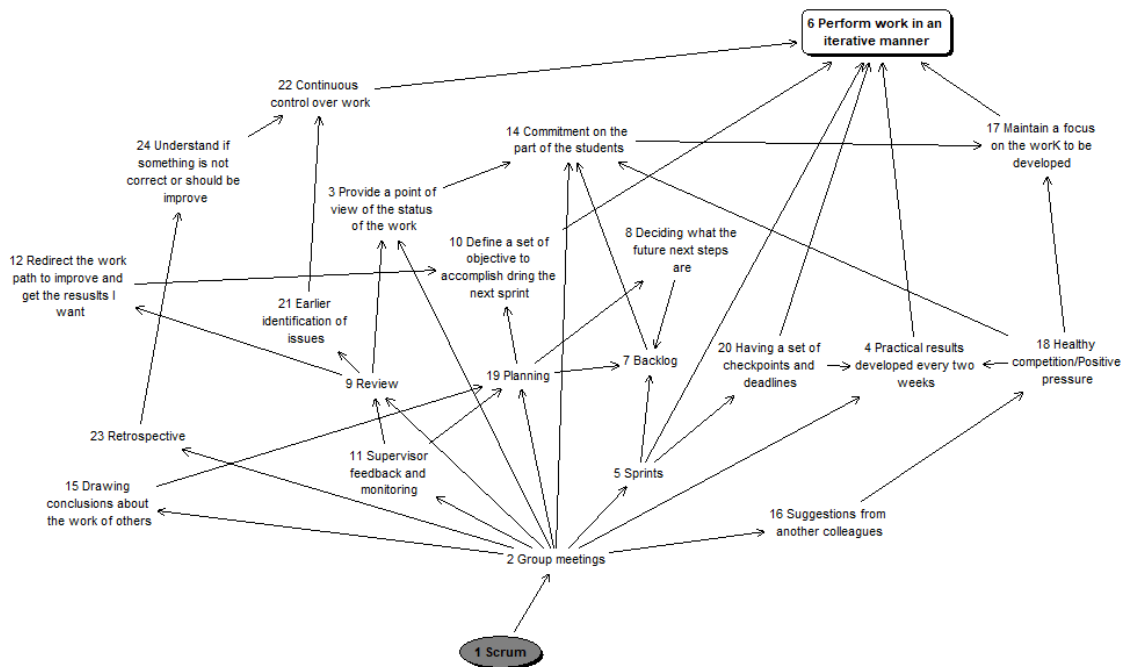 6 Perform work in an
iterative manner
22 Continuous
control over work
14 Commitment on the
part of the students
17 Maintain a focus
on the worK to be
developed
24 Understand if
something is not
correct or should be
improve
3 Provide a point of
view of the status
of the work
10 Define a set of
objective to
accomplish dring the
next sprint
8 Deciding what the
future next steps
are
12 Redirect the work
path to improve and
get the resuslts I
want
21 Earlier
identification of
issues
9 Review
19 Planning
7 Backlog
20 Having a set of
checkpoints and
deadlines
4 Practical results
developed every two
weeks
18 Healthy
competition/Positive
pressure
23 Retrospective
11 Supervisor
feedback and
monitoring
5 Sprints
15 Drawing
conclusions about
the work of others
16 Suggestions from
another colleagues
2 Group meetings
1 Scrum